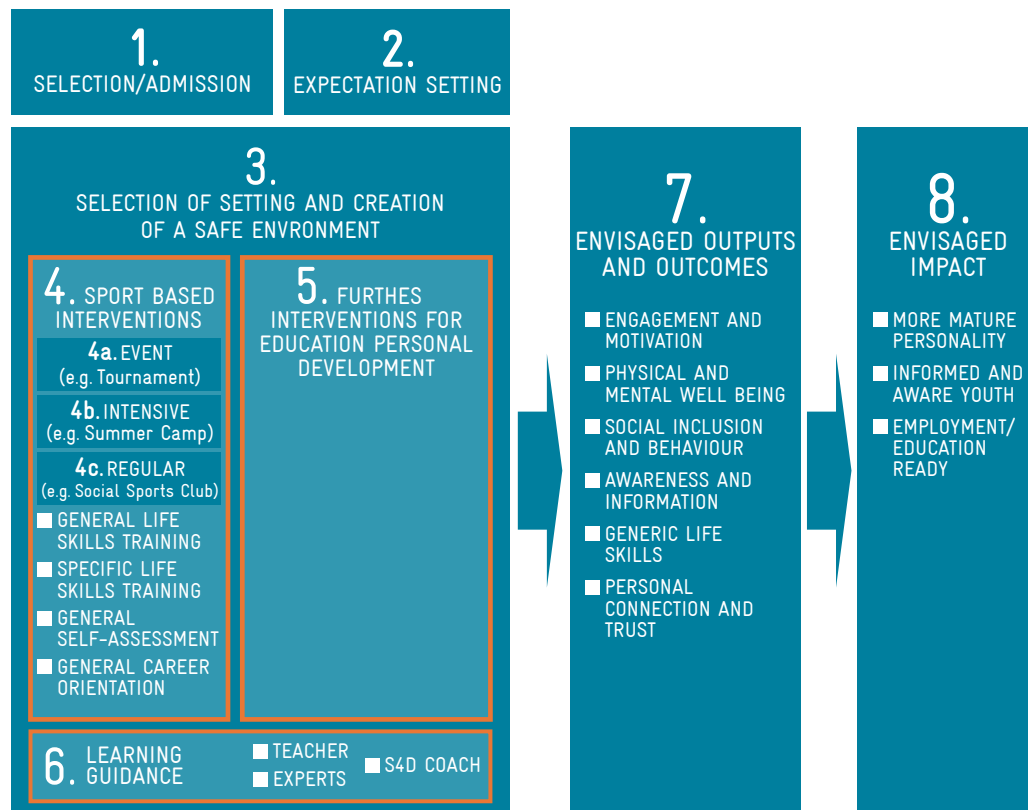 1.
SELECTION/ADMISSION
2.
EXPECTATION SETTING
3.
SELECTION OF SETTING AND CREATION
OF A SAFE ENVRONMENT
4. SPORT BASED
INTERVENTIONS
4a. EVENT
(e.g. Tournament)
4b. INTENSIVE
(e.g. Summer Camp)
4c. REGULAR
(e.g. Social Sports Club)
GENERAL LIFE
SKILLS TRAINING
SPECIFIC LIFE
SKILLS TRAINING
GENERAL
SELF-ASSESSMENT
GENERAL CAREER
ORIENTATION
5. FURTHES
INTERVENTIONS FOR
EDUCATION PERSONAL
DEVELOPMENT
6. LEARNING
GUIDANCE
TEACHER
EXPERTS
S4D COACH
7.
ENVISAGED OUTPUTS
AND OUTCOMES
ENGAGEMENT AND
MOTIVATION
PHYSICAL AND
MENTAL WELL BEING
SOCIAL INCLUSION
AND BEHAVIOUR
AWARENESS AND
INFORMATION
GENERIC LIFE
SKILLS
PERSONAL
CONNECTION AND
TRUST
8.
ENVISAGED
IMPACT
MORE MATURE
PERSONALITY
INFORMED AND
AWARE YOUTH
EMPLOYMENT/
EDUCATION
READY